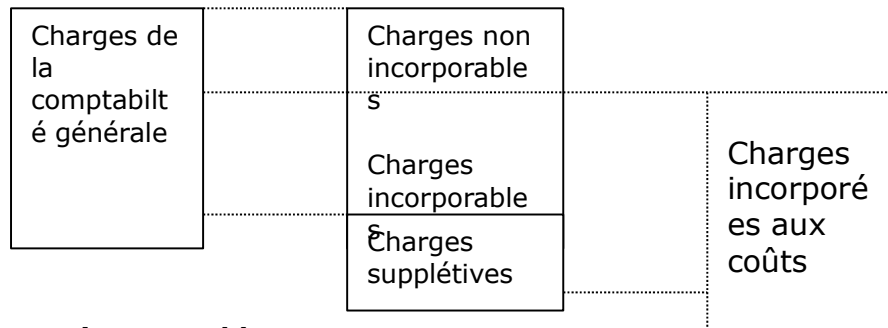 Charges de
la
comptabilt
é générale
Charges non
incorporable
s
Charges
incorporable
s
Charges
supplétives
Charges
incorporé
es aux
coûts